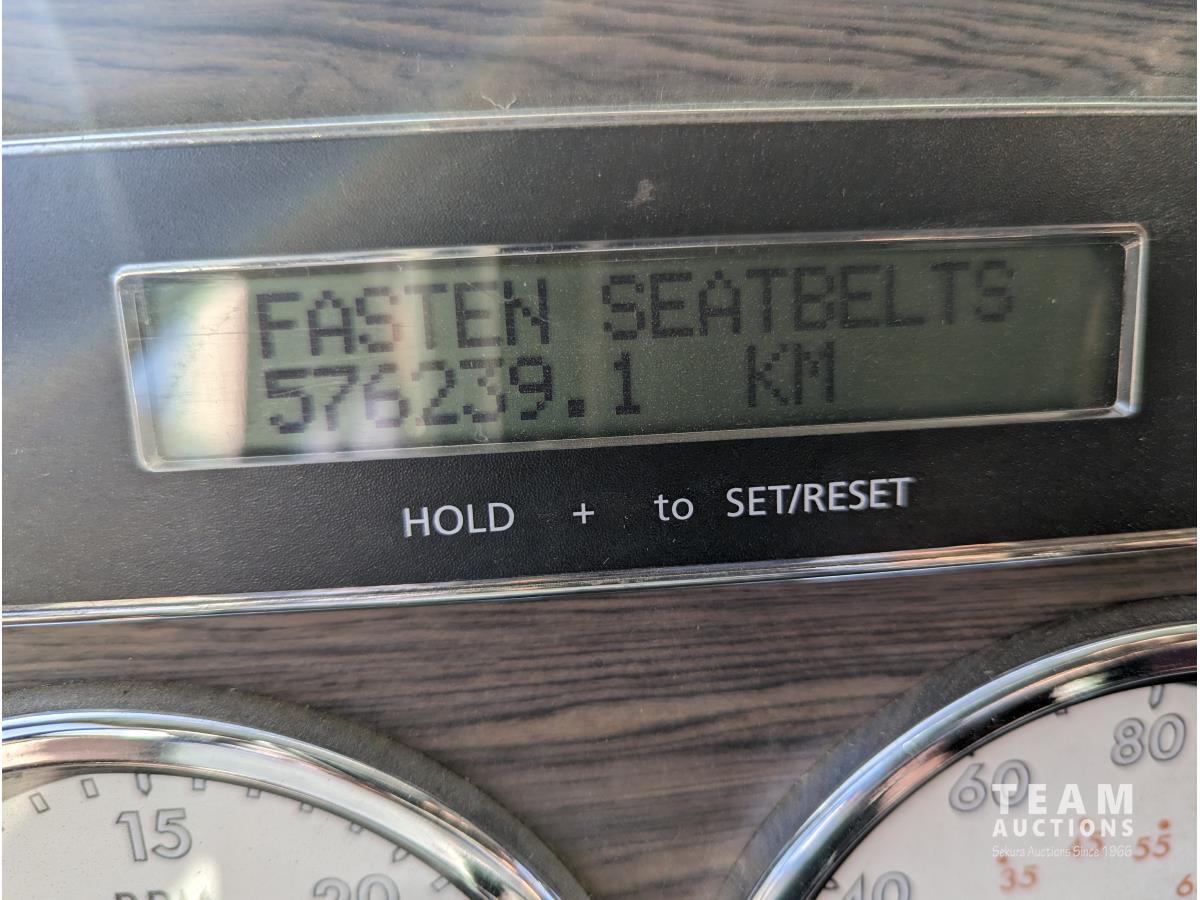 FASTEN SEATBELTS
576239.1 KM
HOLD + to SET/RESET
15
20
80
60
40
55
35
TEAM
AUCTIONS
Sekura Auctions Since 1966